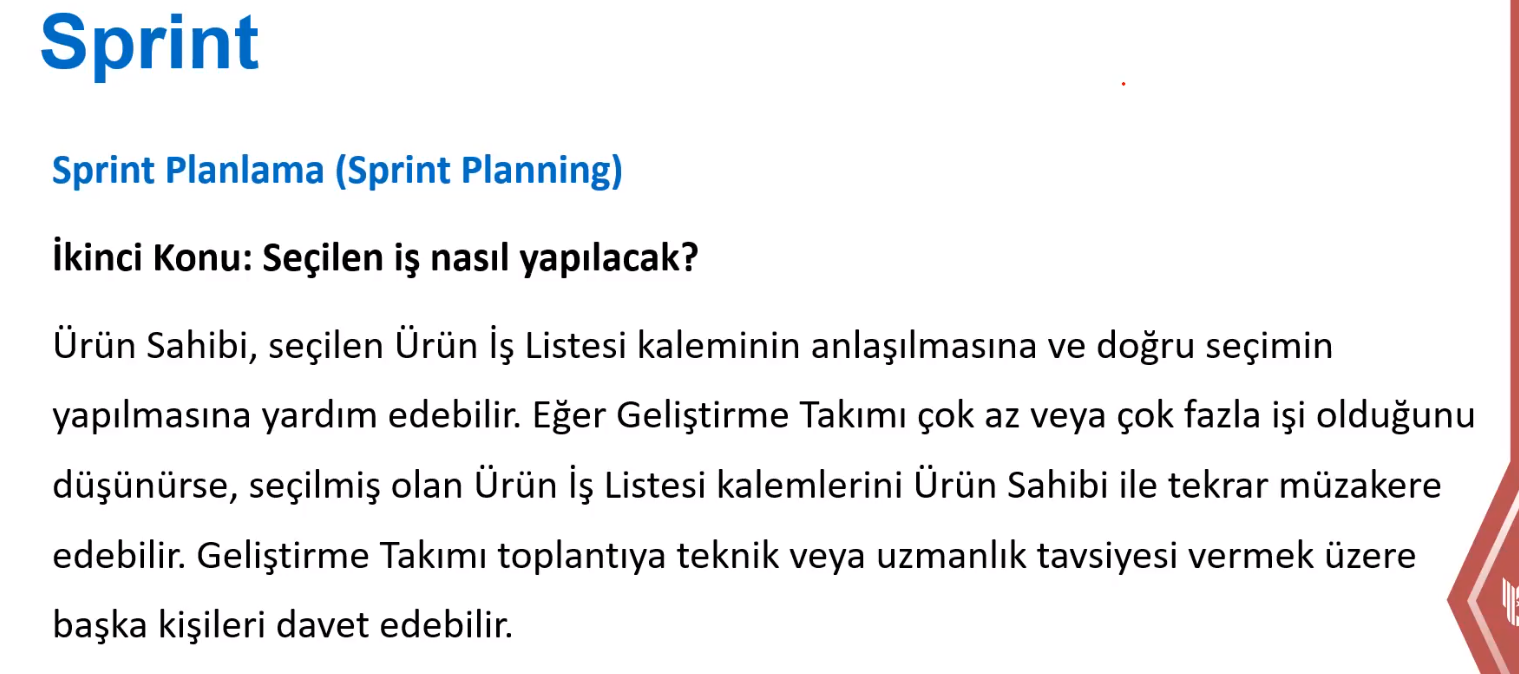 Sprint
Sprint Planlama (Sprint Planning)
İkinci Konu: Seçilen iş nasıl yapılacak?
Ürün Sahibi, seçilen Ürün İş Listesi kaleminin anlaşılmasına ve doğru seçimin
yapılmasına yardım edebilir. Eğer Geliştirme Takımı çok az veya çok fazla işi olduğunu
düşünürse, seçilmiş olan Ürün İş Listesi kalemlerini Ürün Sahibi ile tekrar müzakere
edebilir. Geliştirme Takımı toplantıya teknik veya uzmanlık tavsiyesi vermek üzere
başka kişileri davet edebilir.